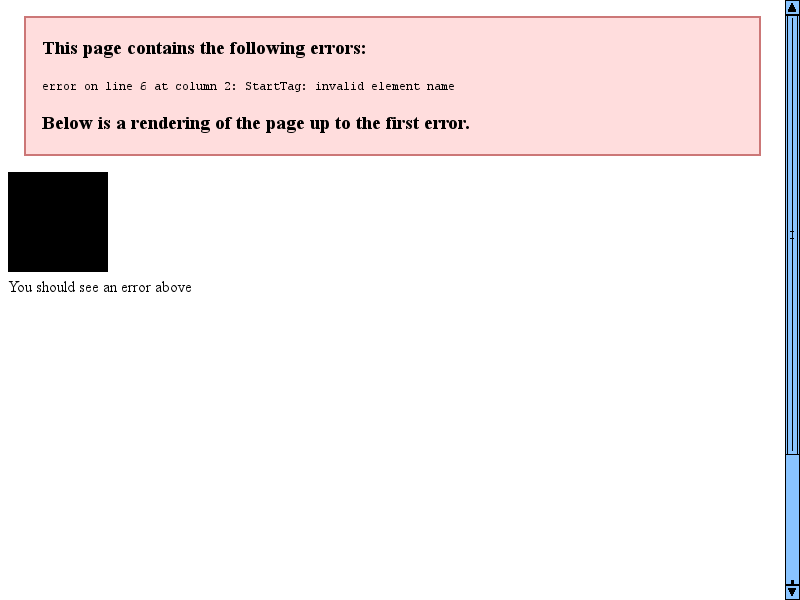 This page contains the following errors:
error on line 6 at column 2: StartTag: invalid element name
Below is a rendering of the page up to the first error.
You should see an error above